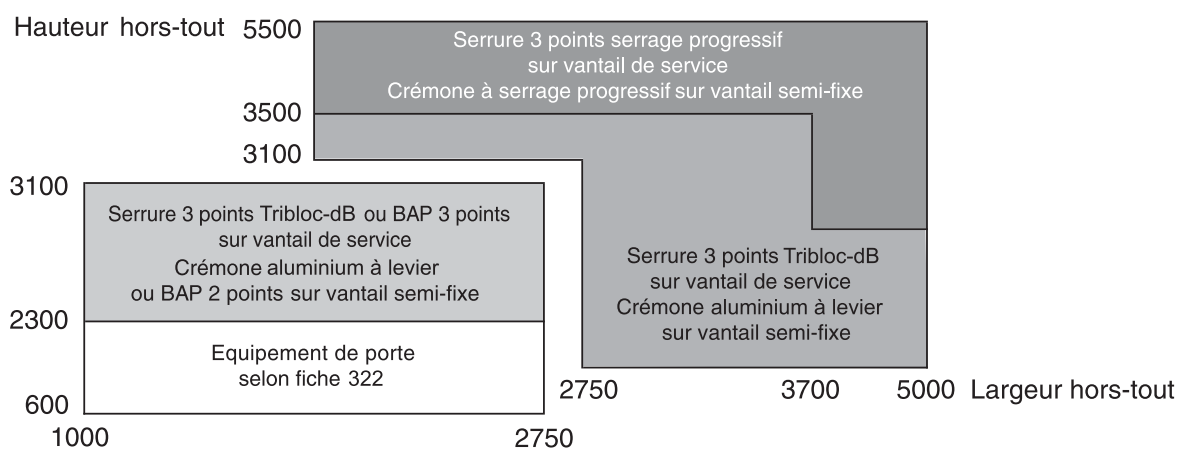 Hauteur hors-tout
5500
Serrure 3 points serrage progressif
sur vantail de service
Crémone à serrage progressif sur vantail semi-fixe
3500
3100
3100
Serrure 3 points Tribloc-dB ou BAP 3 points
sur vantail de service
Crémone aluminium à levier
ou BAP 2 points sur vantail semi-fixe
Serrure 3 points Tribloc-dB
sur vantail de service
Crémone aluminium à levier
sur vantail semi-fixe
2300
Equipement de porte
selon fiche 322
600
1000
2750
2750
3700
5000
Largeur hors-tout